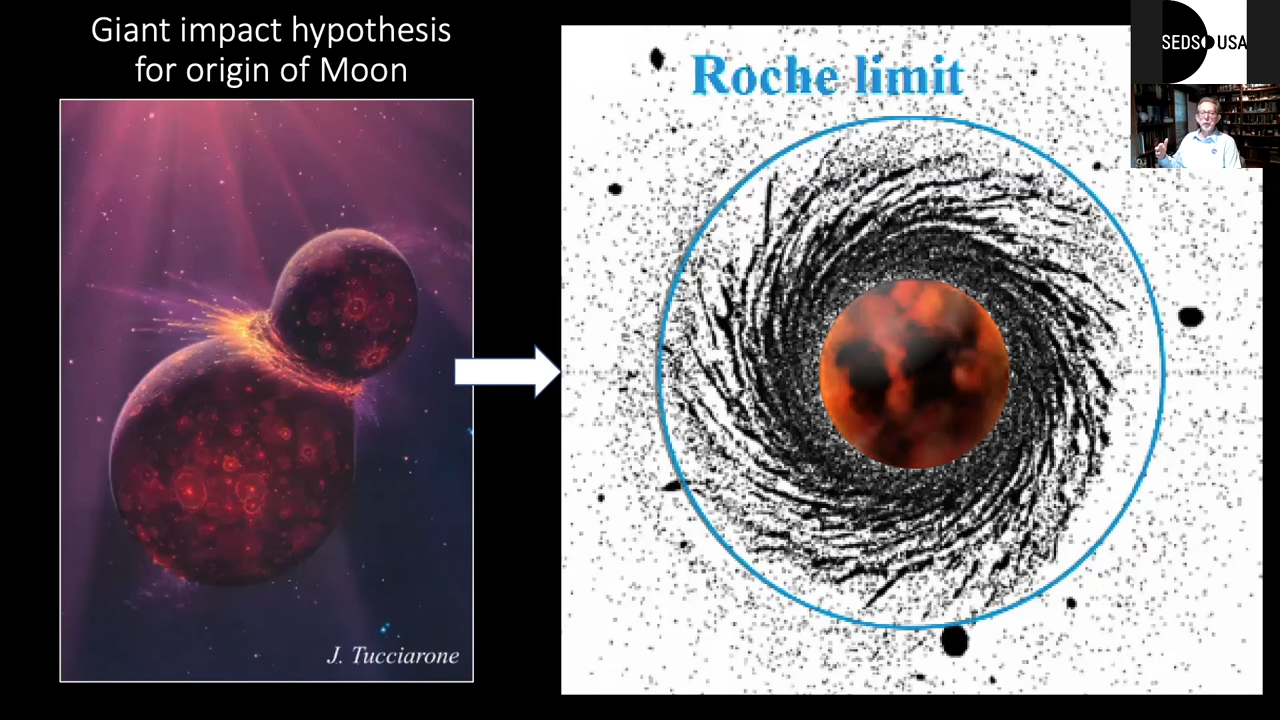 Giant impact hypothesis
for origin of Moon
Roche limit
SEDS USA
J. Tucciarone